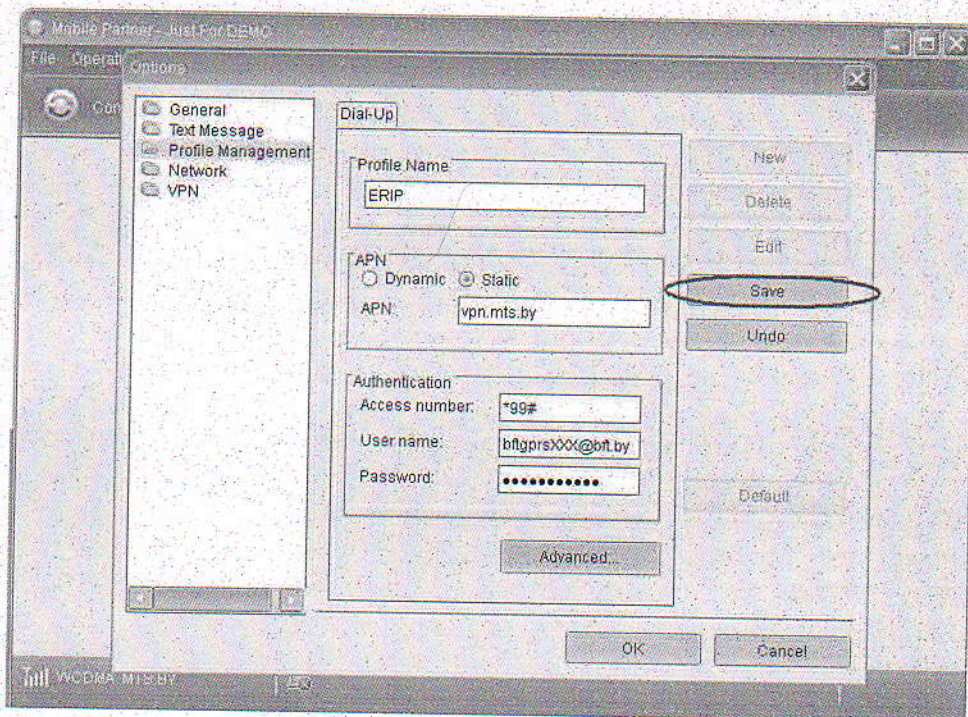 Mobile Partner - Just For DEMO
File Operati
Options
Con
General
Text Message
Profile Management
Network
VPN
Dial-Up
Profile Name
ERIP
APN
Dynamic Static
APN: vpn.mts.by
Authentication
Access number: *99#
User name: bftgprsXXX@bft.by
Password: •••••••••••
Advanced...
New
Delete
Edit
Save
Undo
Default
OK Cancel
WCDMA MTS BY